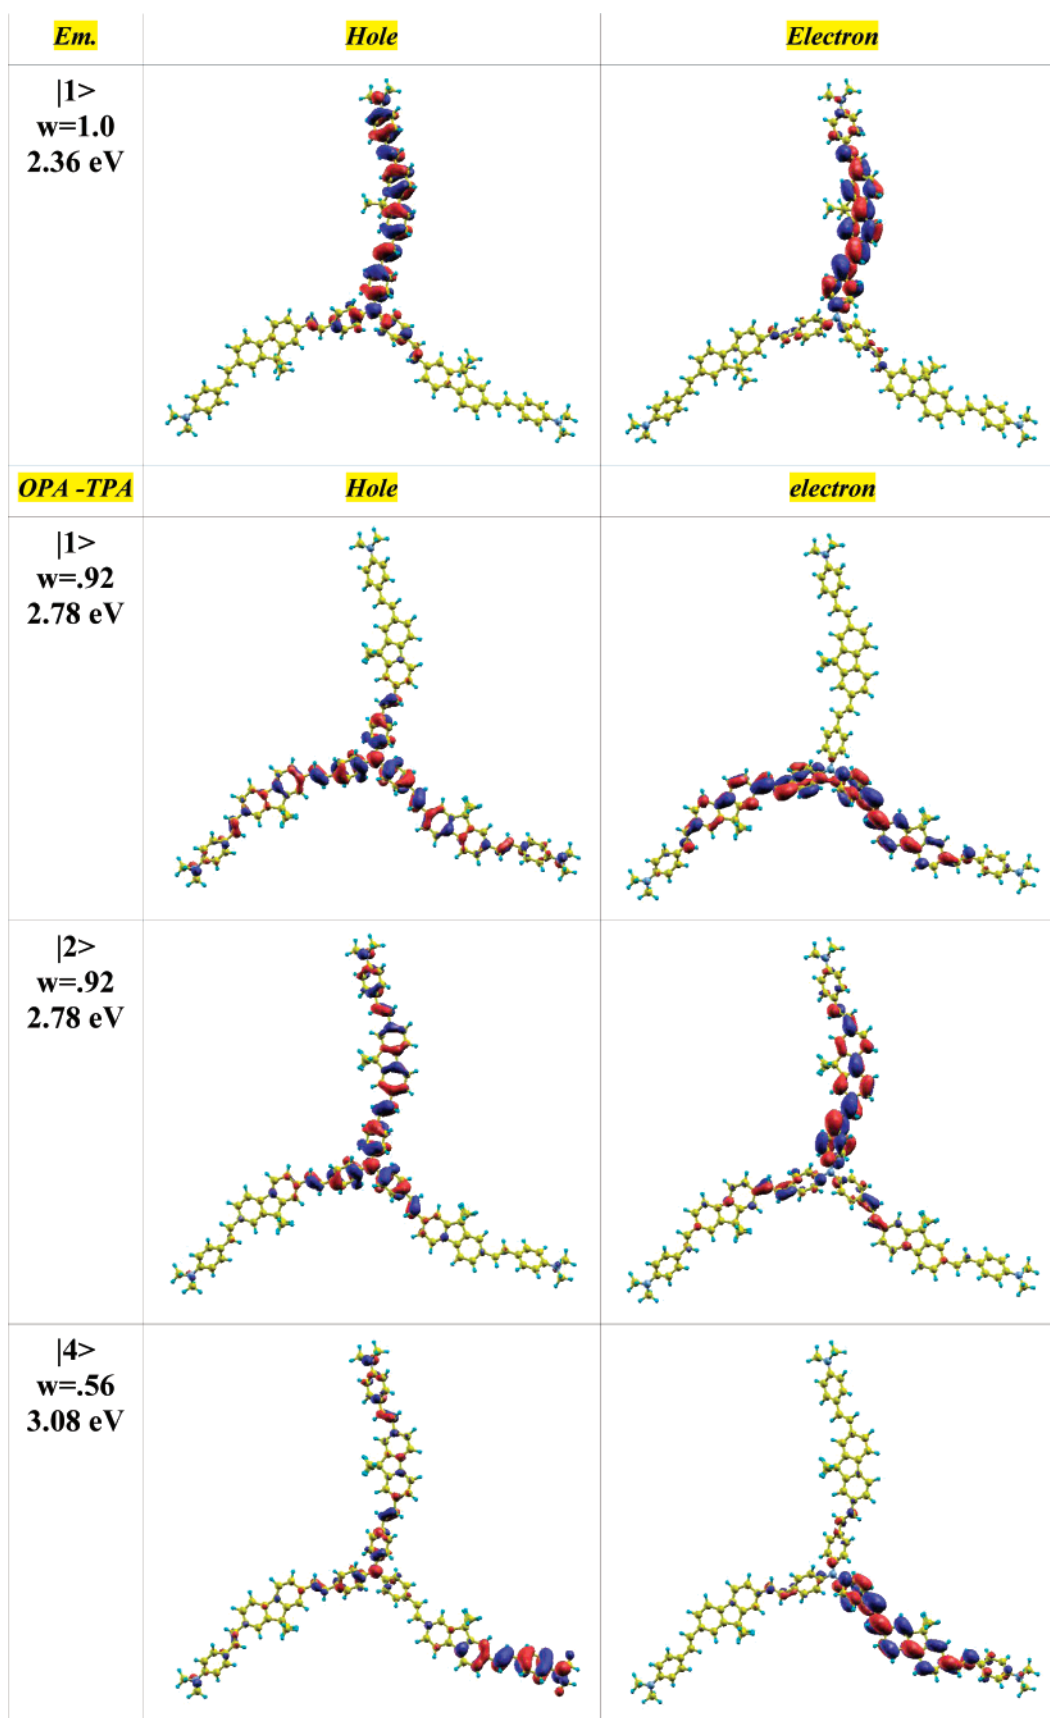 Em. Hole Electron
|1>
w=1.0
2.36 eV
OPA -TPA Hole electron
|1>
w=.92
2.78 eV
|2>
w=.92
2.78 eV
|4>
w=.56
3.08 eV